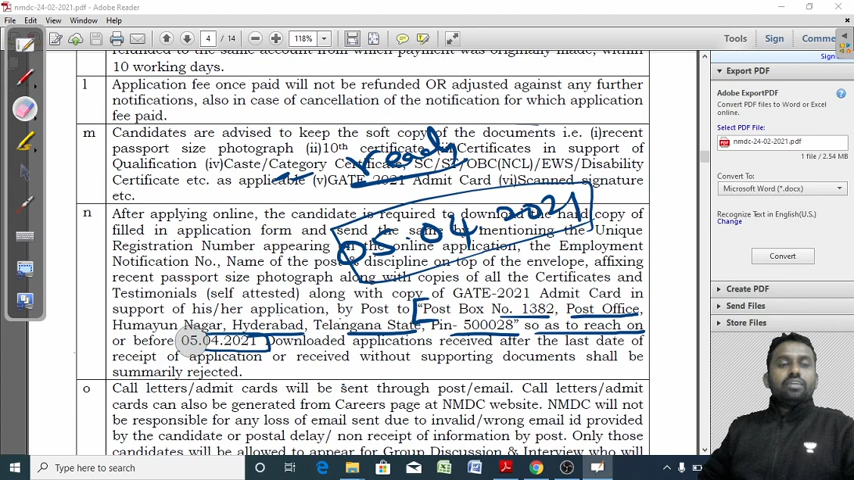 nmdc-24-02-2021.pdf - Adobe Reader
File Edit View Window Help
4 / 14 118%
Tools Sign
refunded to the same account from which payment was originally made, within
10 working days.
l Application fee once paid will not be refunded OR adjusted against any further
notifications, also in case of cancellation of the notification for which application
fee paid.
m Candidates are advised to keep the soft copy of the documents i.e. (i)recent
passport size photograph (ii)10th certificate (iii)Certificates in support of
Qualification (iv)Caste/Category Certificate, SC/ST/OBC(NCL)/EWS/Disability
Certificate etc. as applicable (v)GATE 2021 Admit Card (vi)Scanned signature
etc.
ready
n After applying online, the candidate is required to download the hard copy of
filled in application form and send the same by mentioning the Unique
Registration Number appearing in the online application, the Employment
Notification No., Name of the post & discipline on top of the envelope, affixing
recent passport size photograph along with copies of all the Certificates and
Testimonials (self attested) along with copy of GATE-2021 Admit Card in
support of his/her application, by Post to “Post Box No. 1382, Post Office,
Humayun Nagar, Hyderabad, Telangana State, Pin- 500028” so as to reach on
or before 05.04.2021 Downloaded applications received after the last date of
receipt of application or received without supporting documents shall be
summarily rejected.
05.04.2021
o Call letters/admit cards will be sent through post/email. Call letters/admit
cards can also be generated from Careers page at NMDC website. NMDC will not
be responsible for any loss of email sent due to invalid/wrong email id provided
by the candidate or postal delay/ non receipt of information by post. Only those
candidates will be allowed to appear for Group Discussion & Interview who will
Export PDF
Adobe ExportPDF
Convert PDF files to Word or Excel
online.
Select PDF File:
nmdc-24-02-2021.pdf
1 file / 2.54 MB
Convert To:
Microsoft Word (*.docx)
Recognize Text in English(U.S.)
Change
Convert
Create PDF
Send Files
Store Files
Type here to search